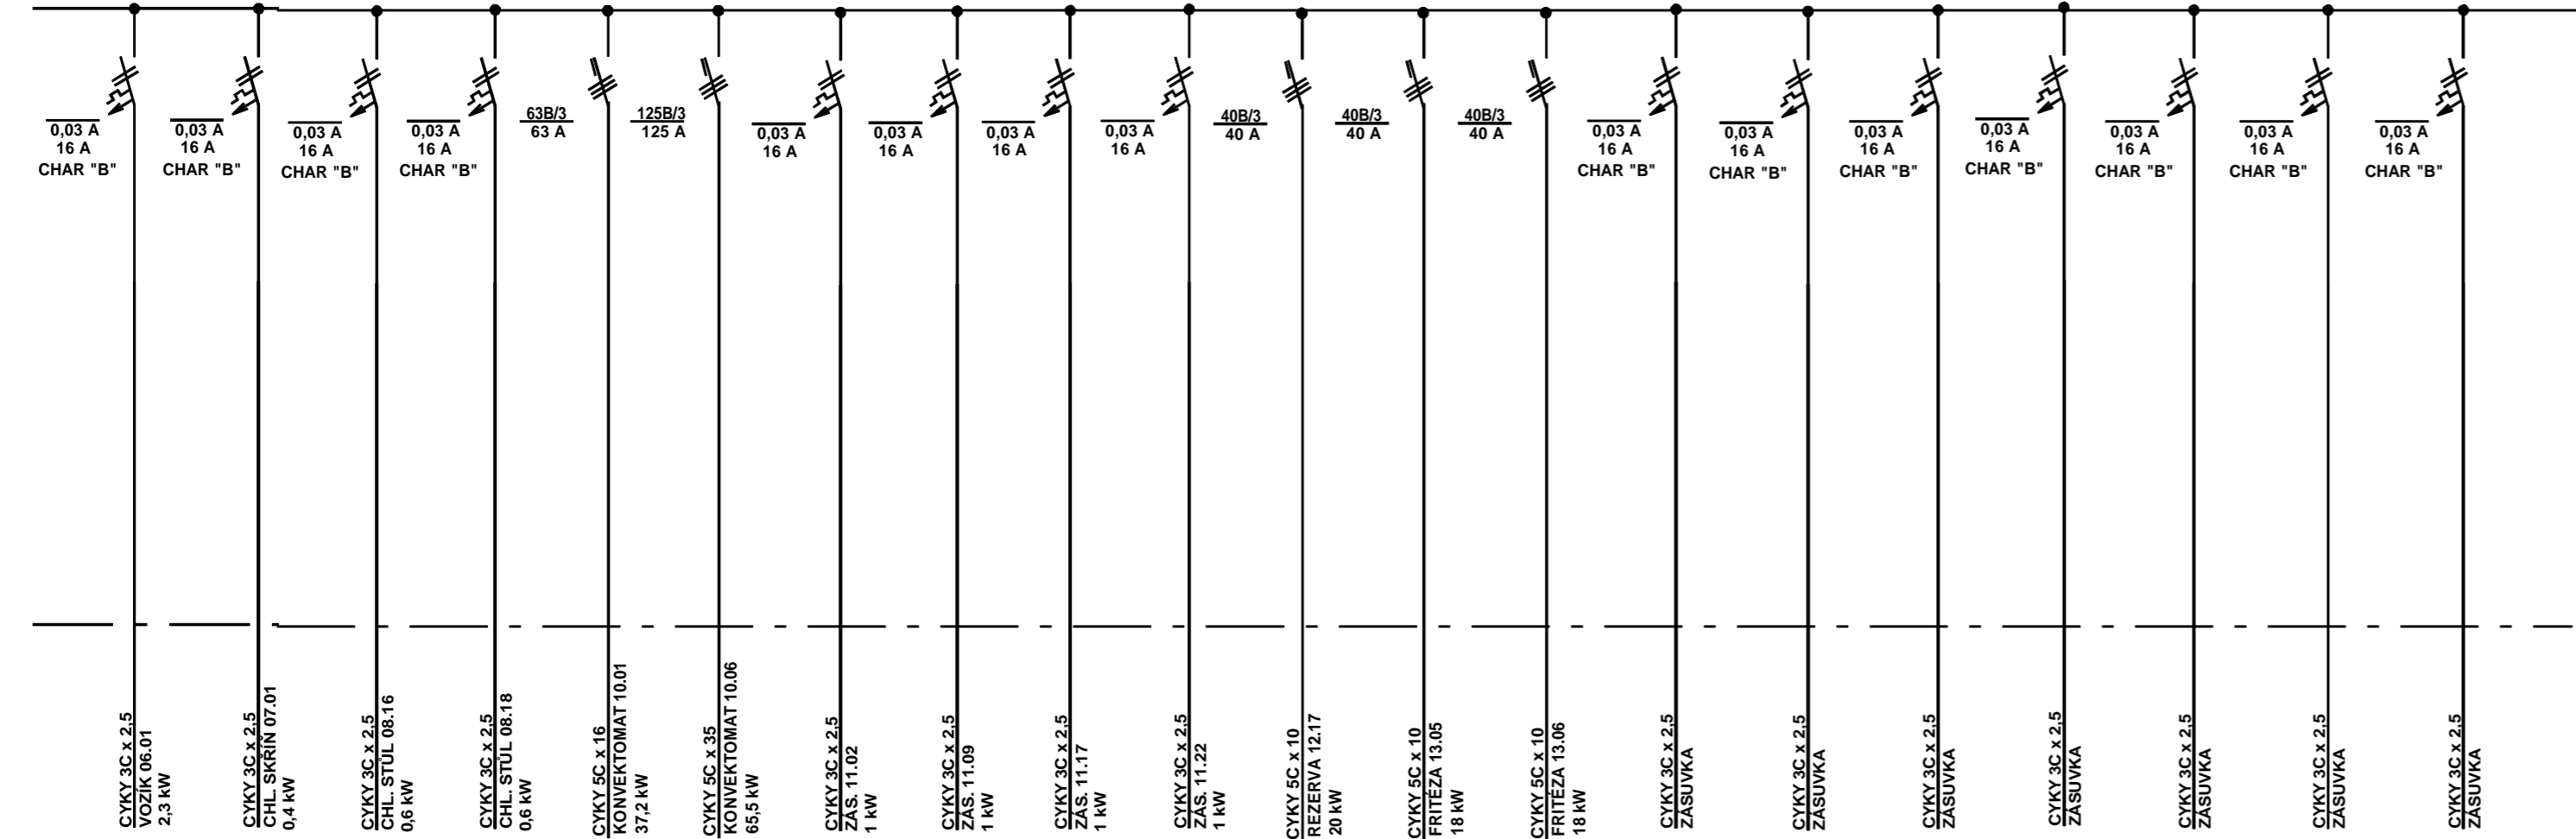 0,03 A
16 A
CHAR "B"
0,03 A
16 A
CHAR "B"
0,03 A
16 A
CHAR "B"
0,03 A
16 A
CHAR "B"
63B/3
63 A
125B/3
125 A
0,03 A
16 A
0,03 A
16 A
0,03 A
16 A
0,03 A
16 A
40B/3
40 A
40B/3
40 A
40B/3
40 A
0,03 A
16 A
CHAR "B"
0,03 A
16 A
CHAR "B"
0,03 A
16 A
CHAR "B"
0,03 A
16 A
CHAR "B"
0,03 A
16 A
CHAR "B"
0,03 A
16 A
CHAR "B"
0,03 A
16 A
CHAR "B"
CYKY 3C x 2,5
VOZÍK 06.01
2,3 kW
CYKY 3C x 2,5
CHL. SKŘÍŇ 07.01
0,4 kW
CYKY 3C x 2,5
CHL. STŮL 08.16
0,6 kW
CYKY 3C x 2,5
CHL. STŮL 08.18
0,6 kW
CYKY 5C x 16
KONVEKTOMAT 10.01
37,2 kW
CYKY 5C x 35
KONVEKTOMAT 10.06
65,5 kW
CYKY 3C x 2,5
ZÁS. 11.02
1 kW
CYKY 3C x 2,5
ZÁS. 11.09
1 kW
CYKY 3C x 2,5
ZÁS. 11.17
1 kW
CYKY 3C x 2,5
ZÁS. 11.22
1 kW
CYKY 5C x 10
REZERVA 12.17
20 kW
CYKY 5C x 10
FRITÉZA 13.05
18 kW
CYKY 5C x 10
FRITÉZA 13.06
18 kW
CYKY 3C x 2,5
ZÁSUVKA
CYKY 3C x 2,5
ZÁSUVKA
CYKY 3C x 2,5
ZÁSUVKA
CYKY 3C x 2,5
ZÁSUVKA
CYKY 3C x 2,5
ZÁSUVKA
CYKY 3C x 2,5
ZÁSUVKA
CYKY 3C x 2,5
ZÁSUVKA